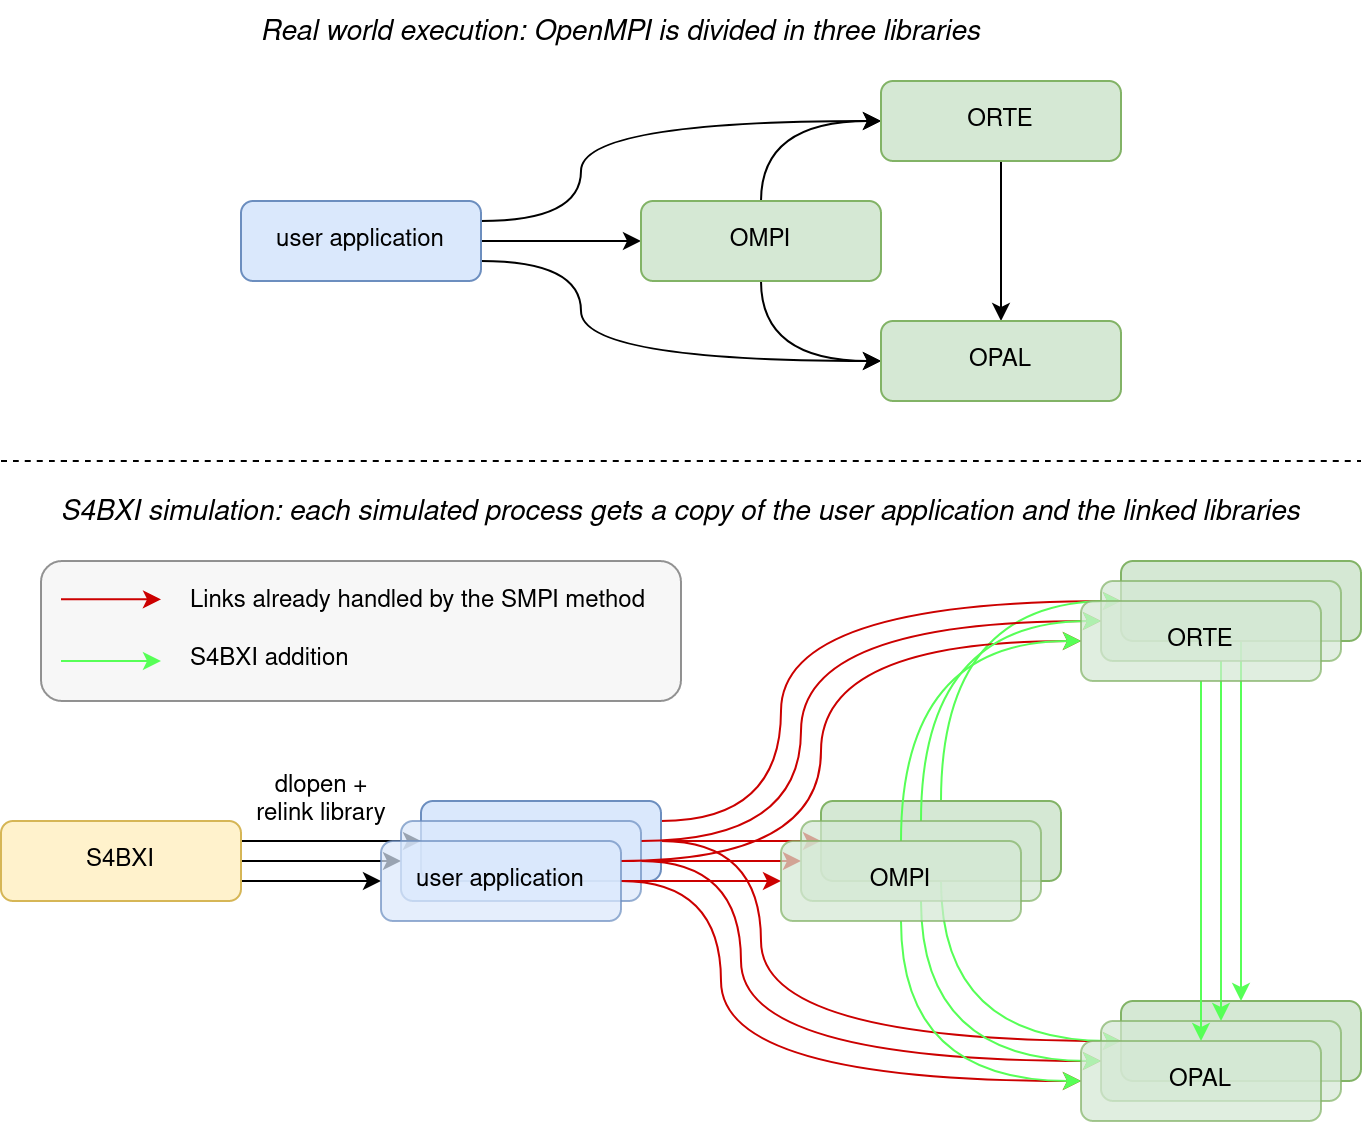 Real world execution: OpenMPI is divided in three libraries
ORTE
user application
OMPI
OPAL
S4BXI simulation: each simulated process gets a copy of the user application and the linked libraries
Links already handled by the SMPI method
S4BXI addition
ORTE
dlopen +
relink library
S4BXI
user application
OMPI
OPAL